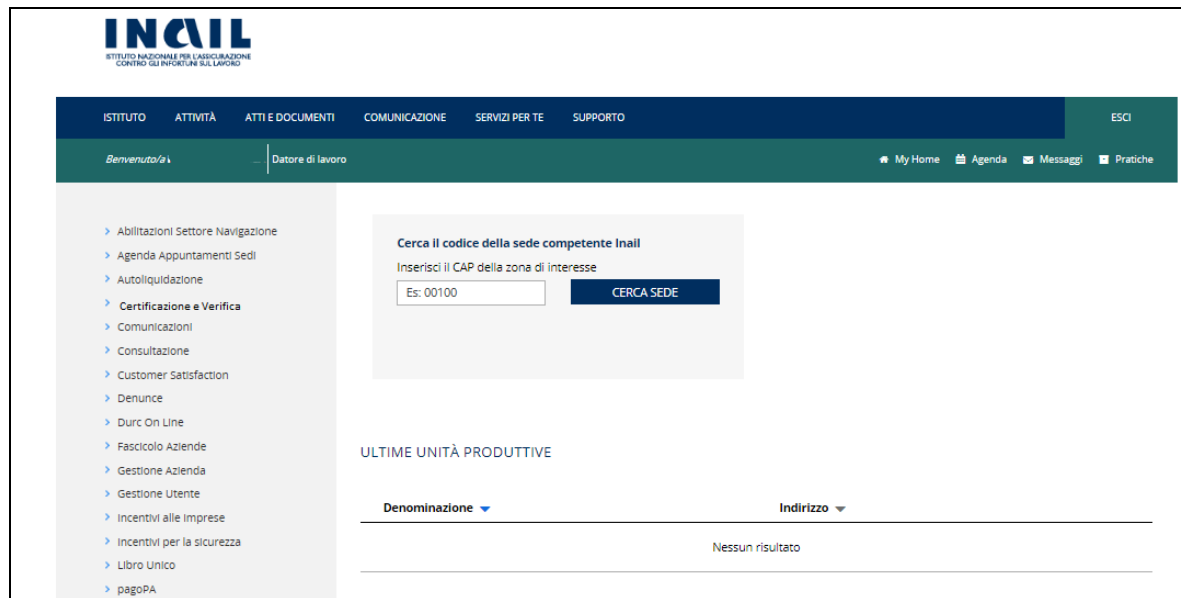 INAIL
ISTITUTO NAZIONALE PER L'ASSICURAZIONE
CONTRO GLI INFORTUNI SUL LAVORO
ISTITUTO ATTIVITÀ ATTI E DOCUMENTI COMUNICAZIONE SERVIZI PER TE SUPPORTO ESCI
Benvenuto/a Datore di lavoro My Home Agenda Messaggi Pratiche
Abilitazioni Settore Navigazione
Agenda Appuntamenti Sedi
Autoliquidazione
Certificazione e Verifica
Comunicazioni
Consultazione
Customer Satisfaction
Denunce
Durc On Line
Fascicolo Aziende
Gestione Azienda
Gestione Utente
Incentivi alle Imprese
Incentivi per la sicurezza
Libro Unico
pagoPA
Cerca il codice della sede competente Inail
Inserisci il CAP della zona di interesse
Es: 00100 CERCA SEDE
ULTIME UNITÀ PRODUTTIVE
Denominazione Indirizzo
Nessun risultato